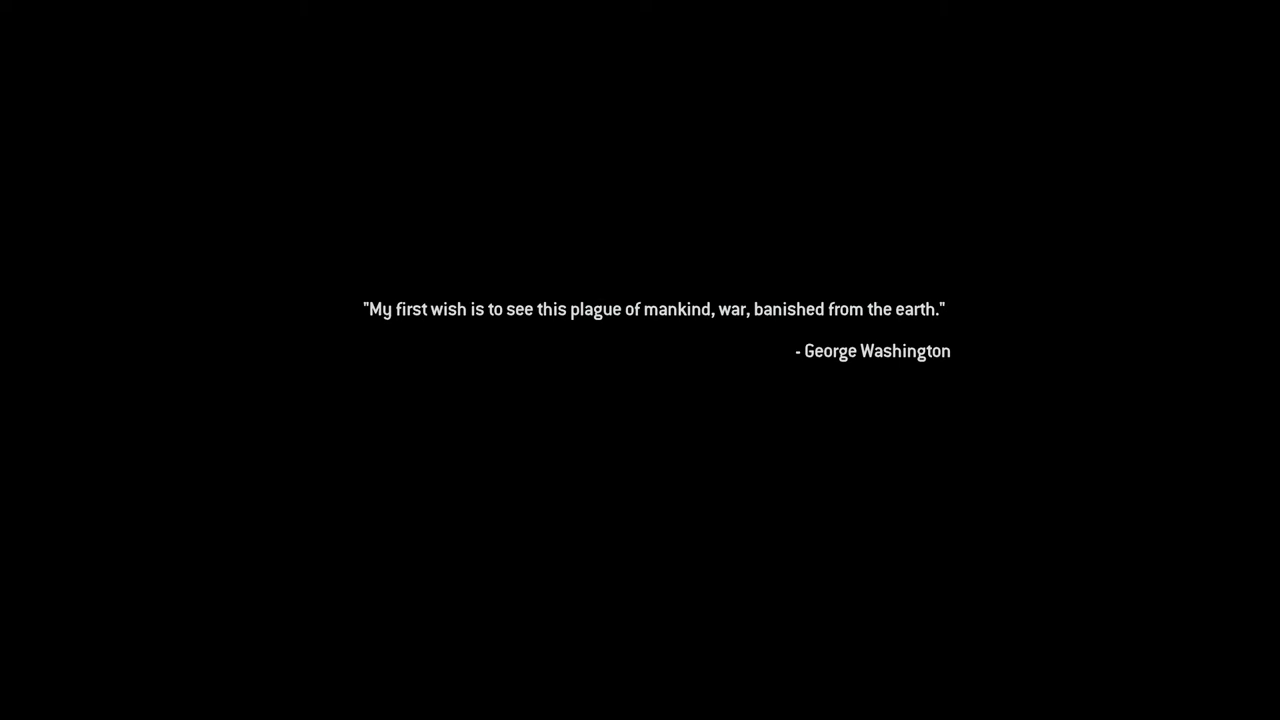 "My first wish is to see this plague of mankind, war, banished from the earth."
- George Washington